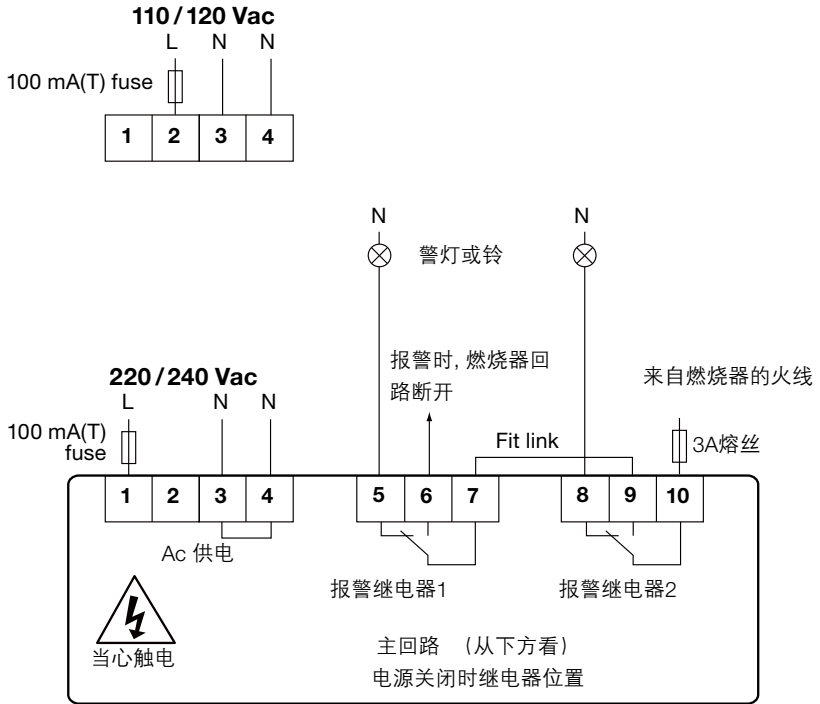 110/120 Vac
L N N
100 mA(T) fuse
1 2 3 4
N N
警灯或铃
报警时, 燃烧器回
路断开
来自燃烧器的火线
220/240 Vac
L N N
100 mA(T)
fuse
Fit link
3A熔丝
1 2 3 4 5 6 7 8 9 10
Ac 供电
报警继电器1 报警继电器2
当心触电
主回路 (从下方看)
电源关闭时继电器位置